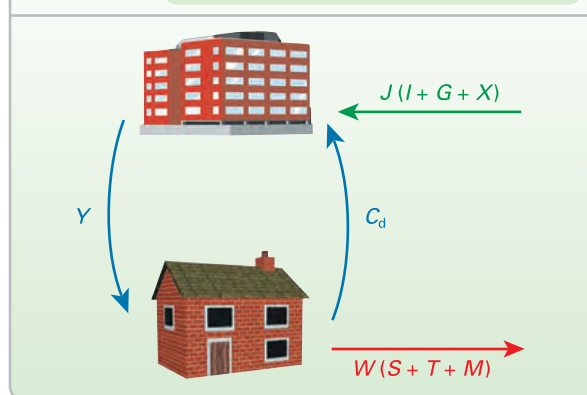 J (I + G + X)
Y
C_d
W (S + T + M)